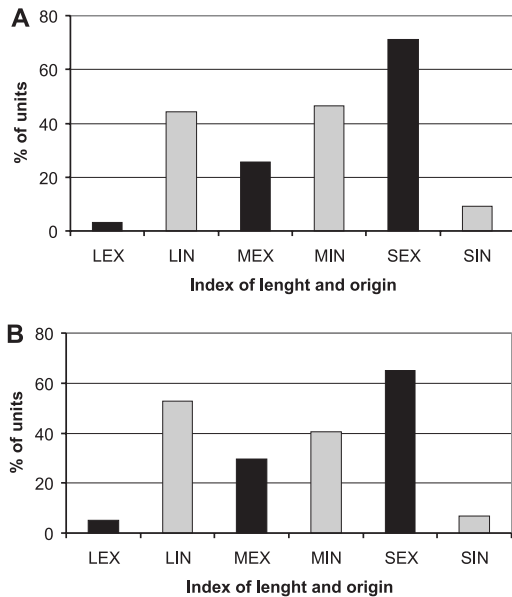 A
80
60
40
20
0
% of units
LEX LIN MEX MIN SEX SIN
Index of lenght and origin
B
80
60
40
20
0
% of units
LEX LIN MEX MIN SEX SIN
Index of lenght and origin